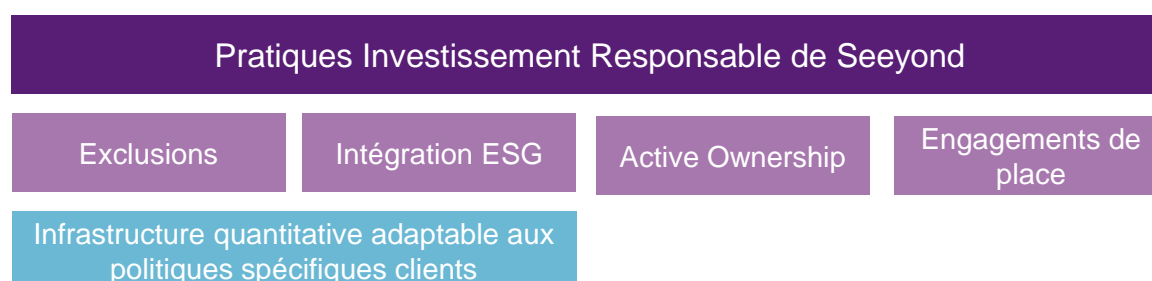 Pratiques Investissement Responsable de Seeyond
Exclusions
Intégration ESG
Active Ownership
Engagements de
place
Infrastructure quantitative adaptable aux
politiques spécifiques clients